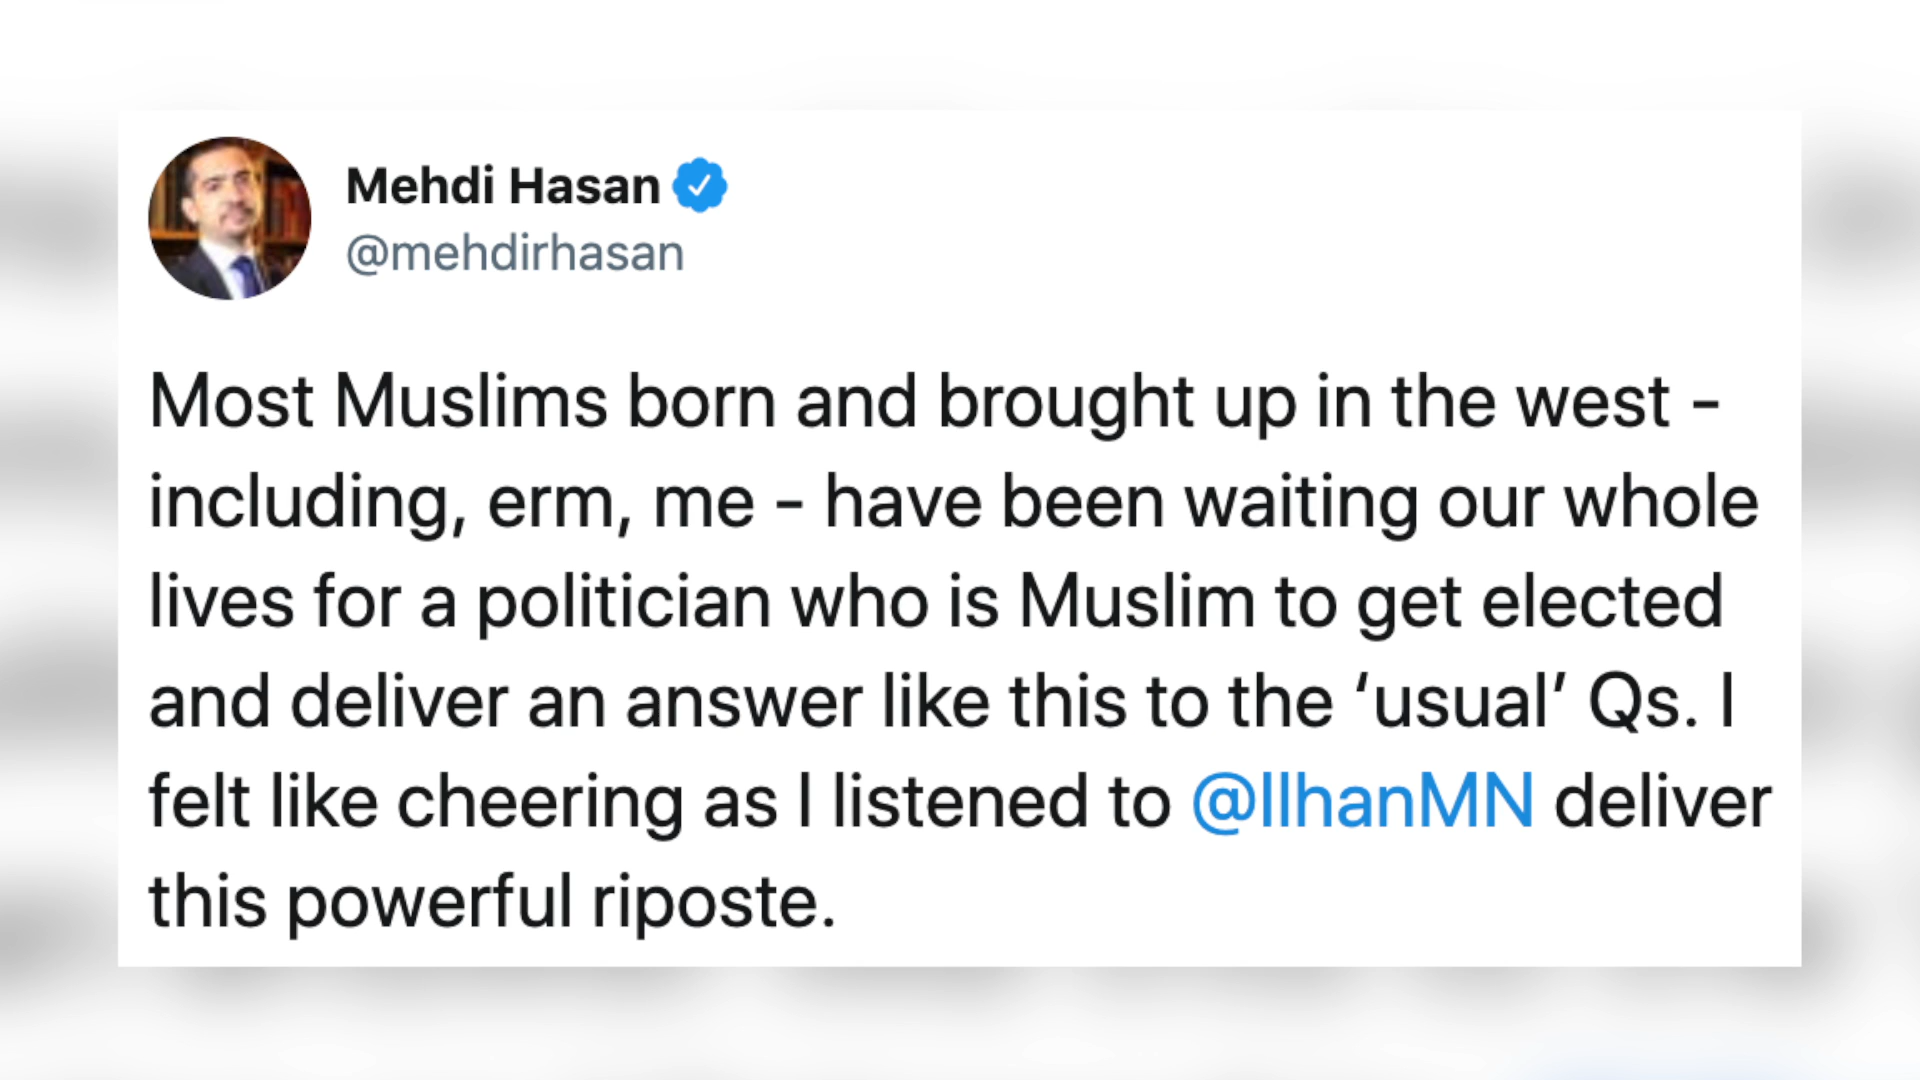 Mehdi Hasan
@mehdirhasan
Most Muslims born and brought up in the west -
including, erm, me - have been waiting our whole
lives for a politician who is Muslim to get elected
and deliver an answer like this to the ‘usual’ Qs. I
felt like cheering as I listened to @IlhanMN deliver
this powerful riposte.